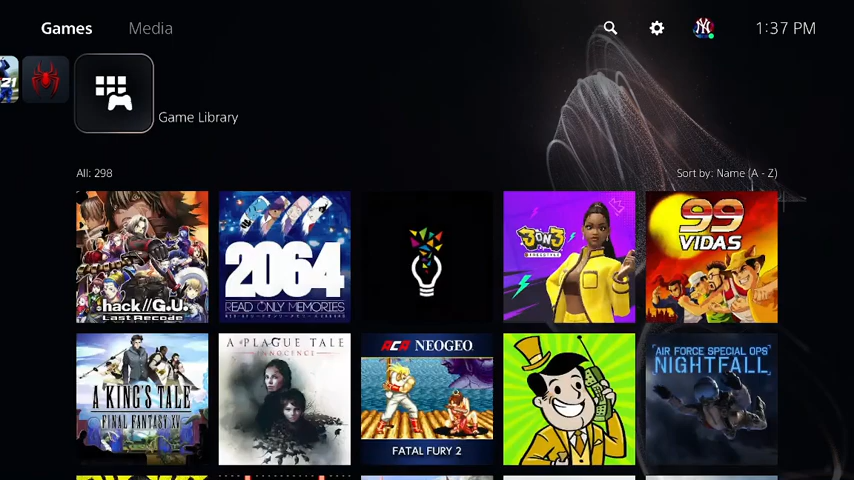 Games
Media
1:37 PM
21
Game Library
All: 298
Sort by: Name (A - Z)
.hack//G.U.
Last Recode
2064
READ ONLY MEMORIES
3ON3
FREESTYLE
99
VIDAS
A KING'S TALE
FINAL FANTASY XV
A PLAGUE TALE
INNOCENCE
ACA NEOGEO
FATAL FURY 2
AIR FORCE SPECIAL OPS
NIGHTFALL